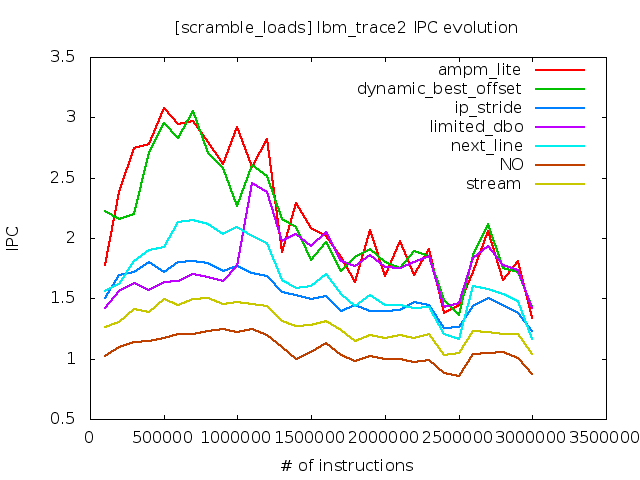 [scramble_loads] lbm_trace2 IPC evolution
3.5
3
2.5
2
1.5
1
0.5
IPC
ampm_lite
dynamic_best_offset
ip_stride
limited_dbo
next_line
NO
stream
0 500000 1000000 1500000 2000000 2500000 3000000 3500000
# of instructions